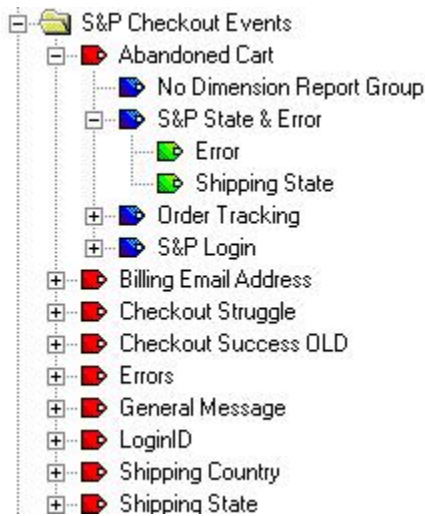 S&P Checkout Events
Abandoned Cart
No Dimension Report Group
S&P State & Error
Error
Shipping State
Order Tracking
S&P Login
Billing Email Address
Checkout Struggle
Checkout Success OLD
Errors
General Message
LoginID
Shipping Country
Shipping State